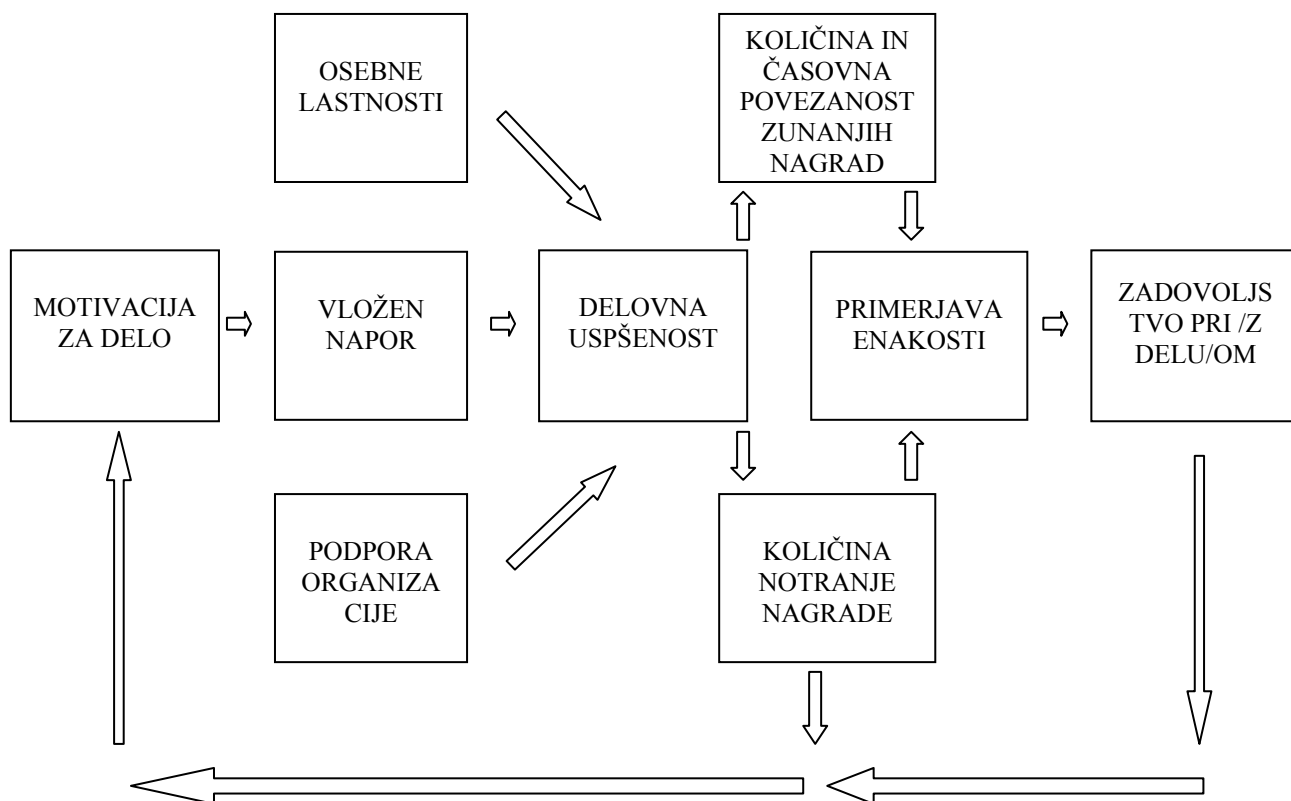 OSEBNE
LASTNOSTI
KOLIČINA IN
ČASOVNA
POVEZANOST
ZUNANJIH
NAGRAD
MOTIVACIJA
ZA DELO
VLOŽEN
NAPOR
DELOVNA
USPŠENOST
PRIMERJAVA
ENAKOSTI
ZADOVOLJS
TVO PRI /Z
DELU/OM
PODPORA
ORGANIZA
CIJE
KOLIČINA
NOTRANJE
NAGRADE